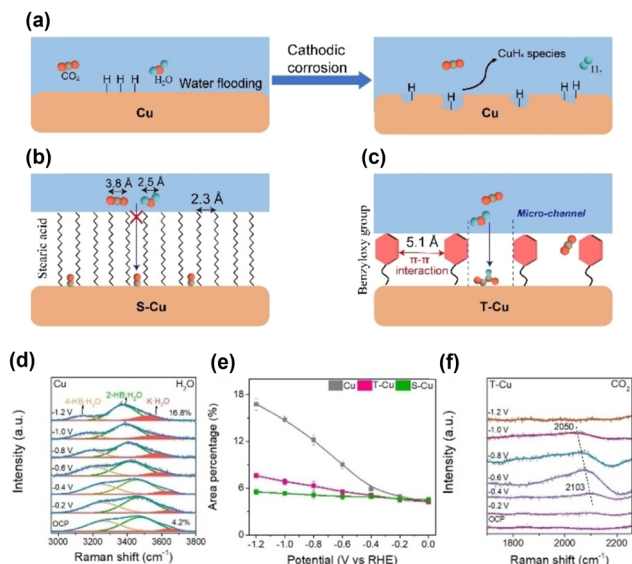 (a)
Cathodic
corrosion
CO₂
H H H
H₂O
Water flooding
Cu
CuHₓ species
H₂
H H H H H
Cu
(b)
(c)
3.8 Å 2.5 Å
2.3 Å
Stearic acid
S-Cu
Micro-channel
Benzyloxy group
5.1 Å
π-π
interaction
T-Cu
(d)
(e)
(f)
Cu
H₂O
4-HB·H₂O
2-HB·H₂O
K·H₂O
-1.2 V
16.8%
-1.0 V
-0.8 V
-0.6 V
-0.4 V
-0.2 V
OCP
4.2%
Intensity (a.u.)
3000 3200 3400 3600 3800
Raman shift (cm⁻¹)
Cu T-Cu S-Cu
18
12
6
0
Area percentage (%)
-1.2 -1.0 -0.8 -0.6 -0.4 -0.2 0.0
Potential (V vs RHE)
T-Cu
CO₂
-1.2 V
2050
-1.0 V
-0.8 V
-0.6 V
2103
-0.4 V
-0.2 V
OCP
Intensity (a.u.)
1800 2000 2200
Raman shift (cm⁻¹)